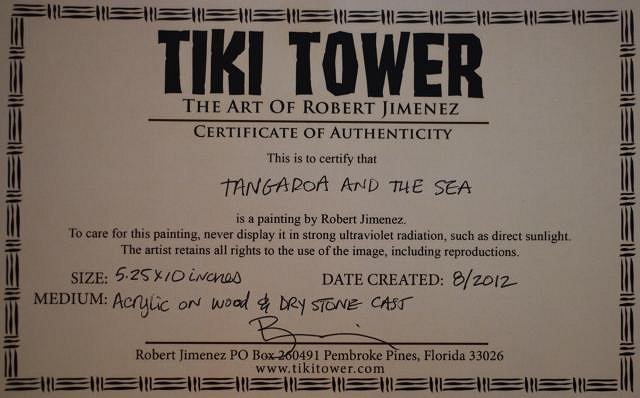 TIKI TOWER
THE ART OF ROBERT JIMENEZ
CERTIFICATE OF AUTHENTICITY
This is to certify that
TANGAROA AND THE SEA
is a painting by Robert Jimenez.
To care for this painting, never display it in strong ultraviolet radiation, such as direct sunlight.
The artist retains all rights to the use of the image, including reproductions.
SIZE: 5.25X10 inches DATE CREATED: 8/2012
MEDIUM: Acrylic on wood & DRY STONE CAST
Robert Jimenez PO Box 260491 Pembroke Pines, Florida 33026
www.tikitower.com